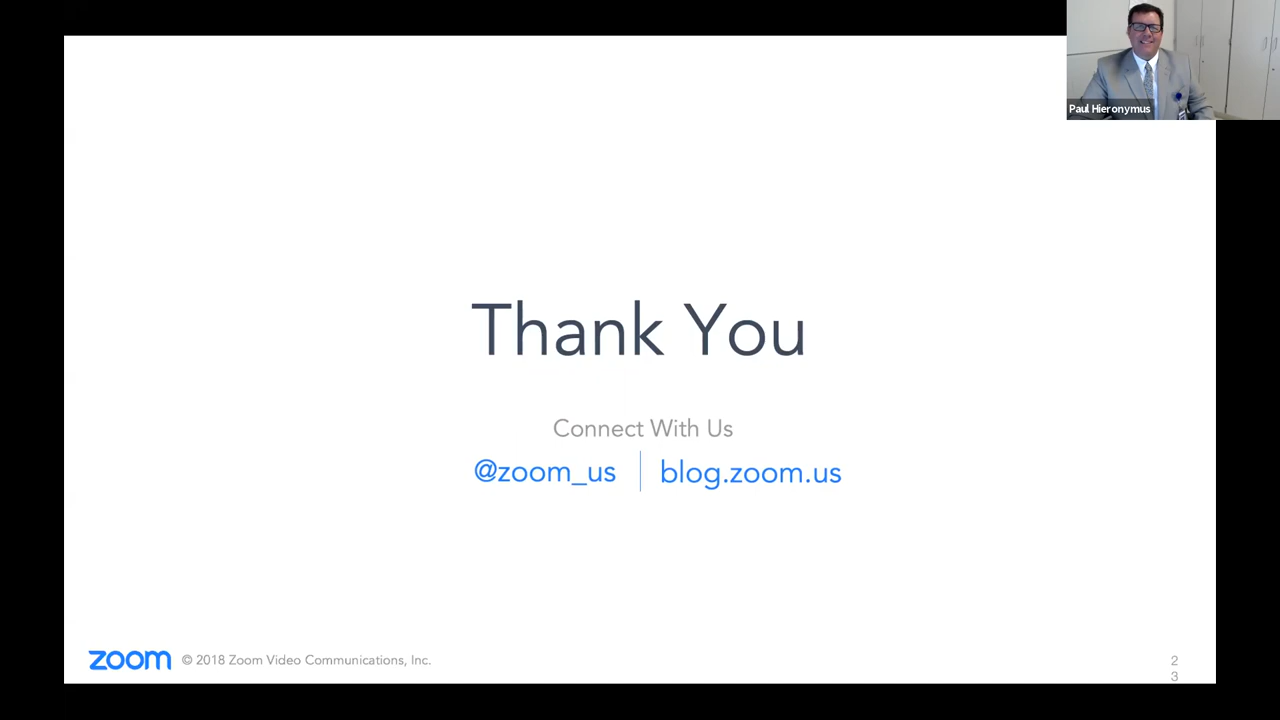 Paul Hieronymus
Thank You
Connect With Us
@zoom_us
blog.zoom.us
zoom © 2018 Zoom Video Communications, Inc.
2
3